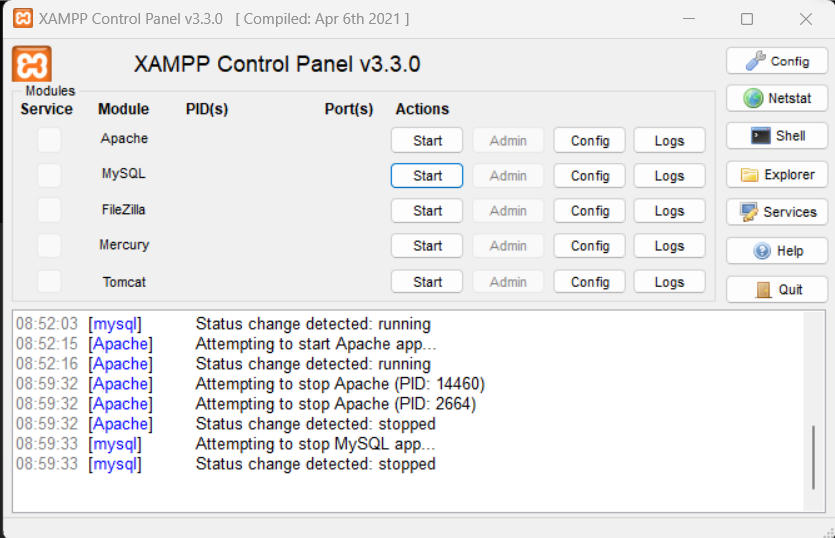 XAMPP Control Panel v3.3.0 [ Compiled: Apr 6th 2021 ]
XAMPP Control Panel v3.3.0
Config
Modules
Service Module PID(s) Port(s) Actions
Netstat
Apache Start Admin Config Logs
Shell
MySQL Start Admin Config Logs
Explorer
FileZilla Start Admin Config Logs
Services
Mercury Start Admin Config Logs
Help
Tomcat Start Admin Config Logs
Quit
08:52:03 [mysql] Status change detected: running
08:52:15 [Apache] Attempting to start Apache app...
08:52:16 [Apache] Status change detected: running
08:59:32 [Apache] Attempting to stop Apache (PID: 14460)
08:59:32 [Apache] Attempting to stop Apache (PID: 2664)
08:59:32 [Apache] Status change detected: stopped
08:59:33 [mysql] Attempting to stop MySQL app...
08:59:33 [mysql] Status change detected: stopped